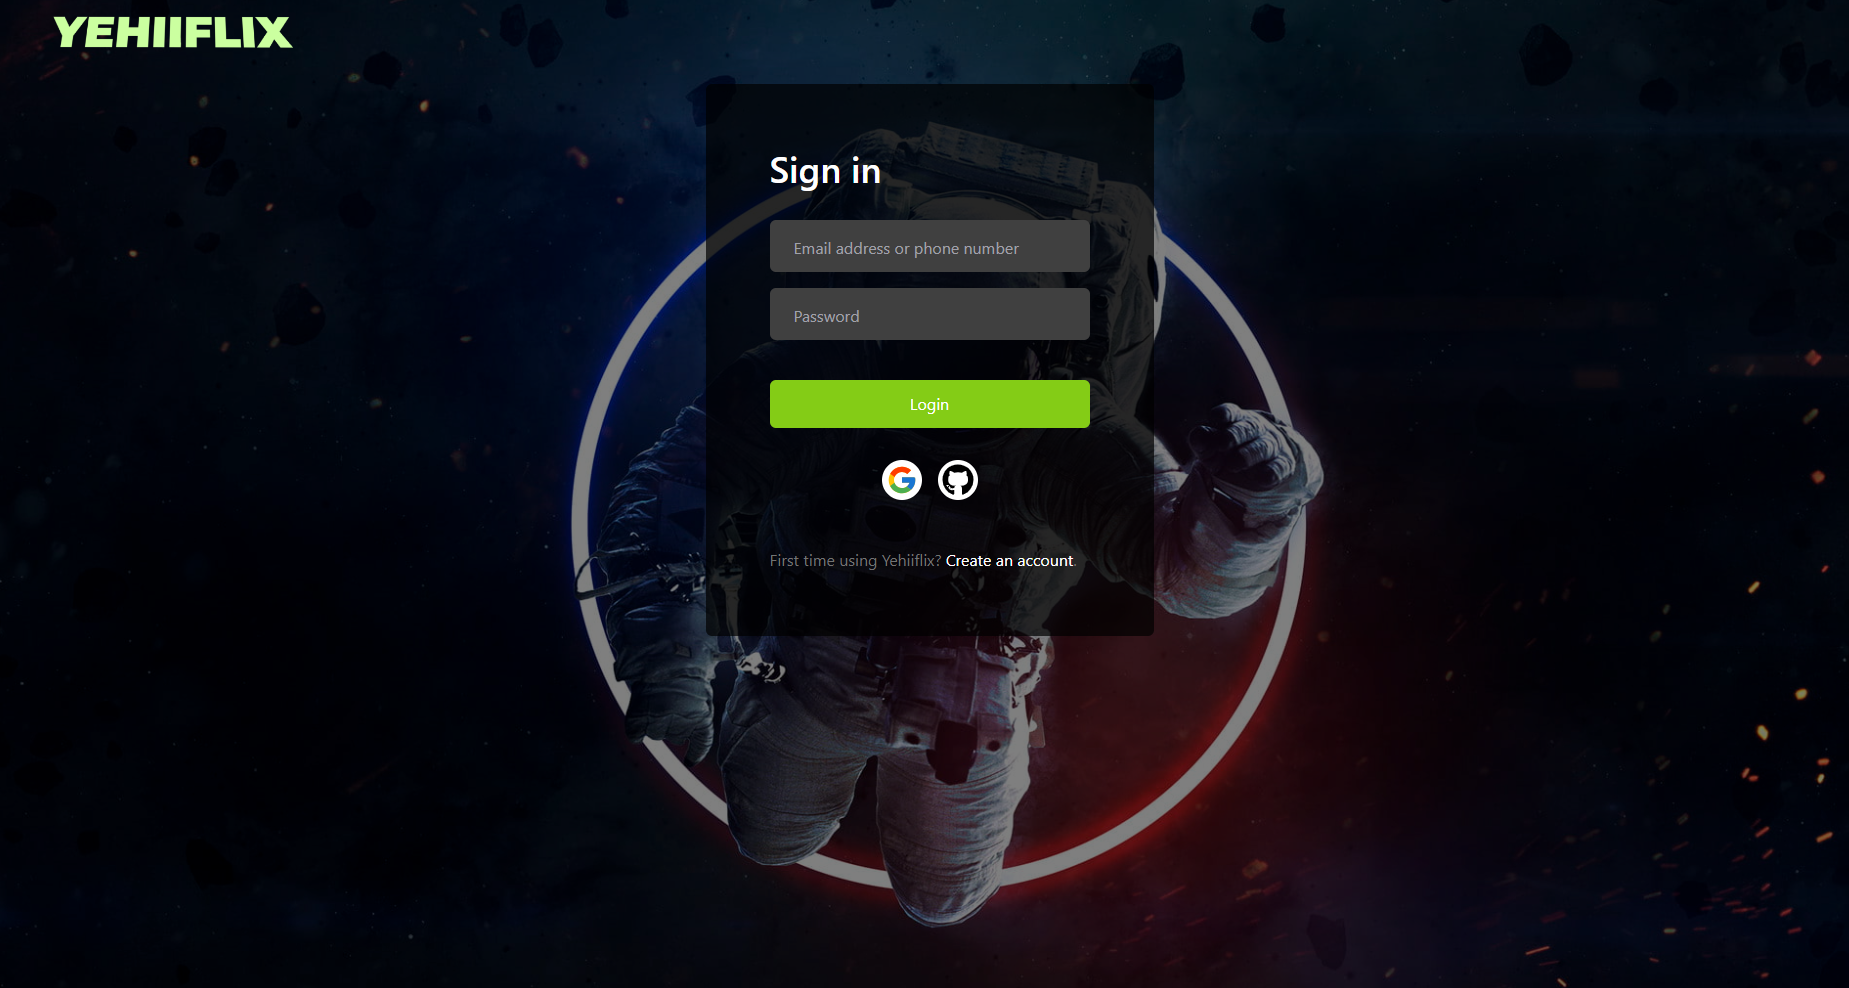 YEHIIFLIX
Sign in
Email address or phone number
Password
Login
First time using Yehiiflix? Create an account.